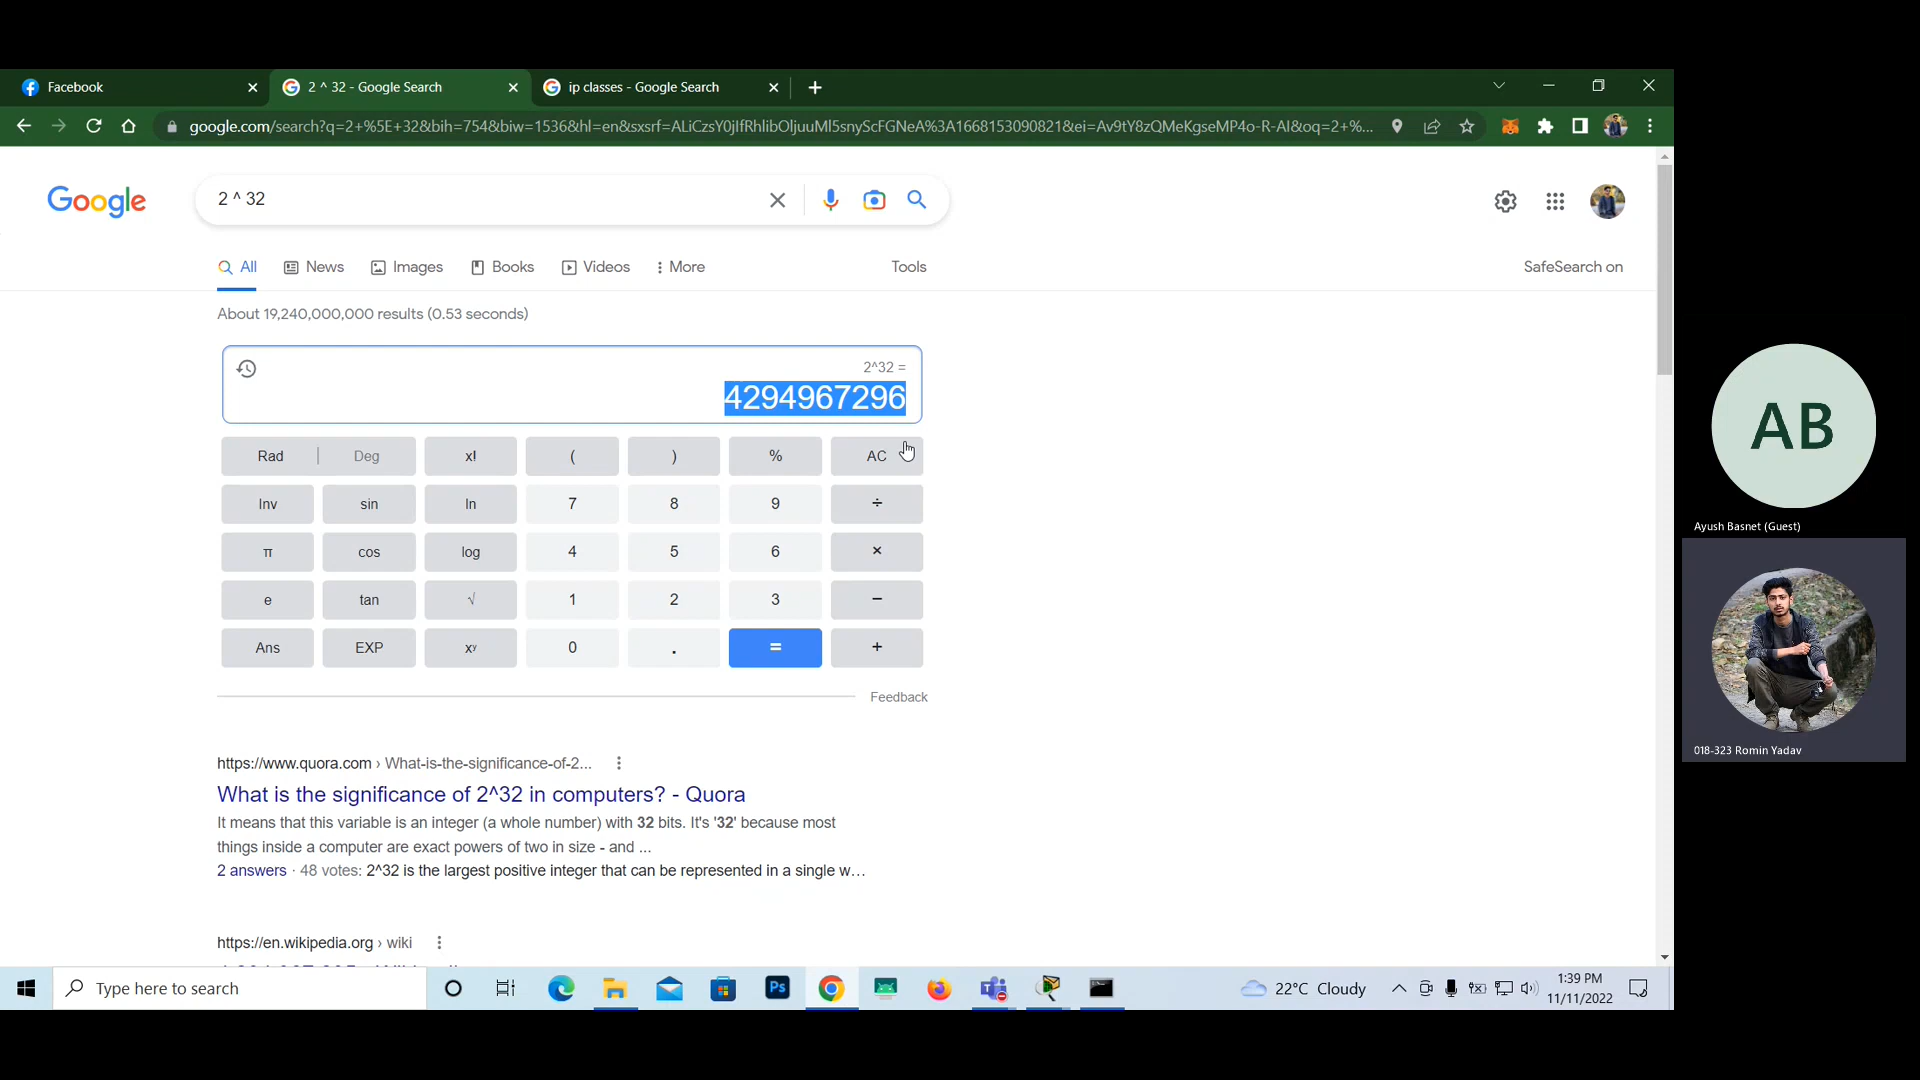 Facebook
2 ^ 32 - Google Search
ip classes - Google Search
google.com/search?q=2+%5E+32&bih=754&biw=1536&hl=en&sxsrf=ALiCzsY0jIfRhlibOljuuMl5snyScFGNeA%3A1668153090821&ei=Av9tY8zQMeKgseMP4o-R-AI&oq=2+%...
Google
2 ^ 32
All
News
Images
Books
Videos
More
Tools
SafeSearch on
About 19,240,000,000 results (0.53 seconds)
2^32 =
4294967296
Rad | Deg x! ( ) % AC
Inv sin ln 7 8 9 ÷
π cos log 4 5 6 ×
e tan √ 1 2 3 −
Ans EXP xʸ 0 . = +
Feedback
https://www.quora.com › What-is-the-significance-of-2...
What is the significance of 2^32 in computers? - Quora
It means that this variable is an integer (a whole number) with 32 bits. It's '32' because most
things inside a computer are exact powers of two in size - and ...
2 answers · 48 votes: 2^32 is the largest positive integer that can be represented in a single w...
https://en.wikipedia.org › wiki
AB
Ayush Basnet (Guest)
018-323 Romin Yadav
Type here to search
Ps
22°C Cloudy
1:39 PM
11/11/2022